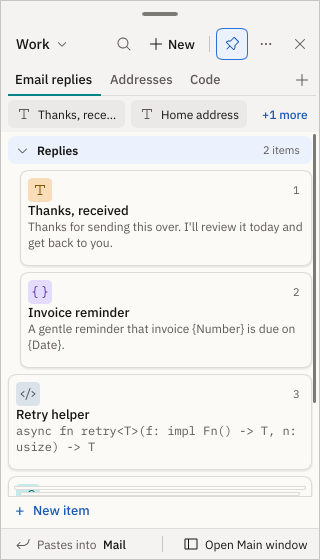 Work
New
Email replies
Addresses
Code
Thanks, rece...
Home address
+1 more
Replies
2 items
1
Thanks, received
Thanks for sending this over. I'll review it today and
get back to you.
2
Invoice reminder
A gentle reminder that invoice {Number} is due on
{Date}.
3
Retry helper
async fn retry<T>(f: impl Fn() -> T, n:
usize) -> T
+ New item
Pastes into Mail
Open Main window